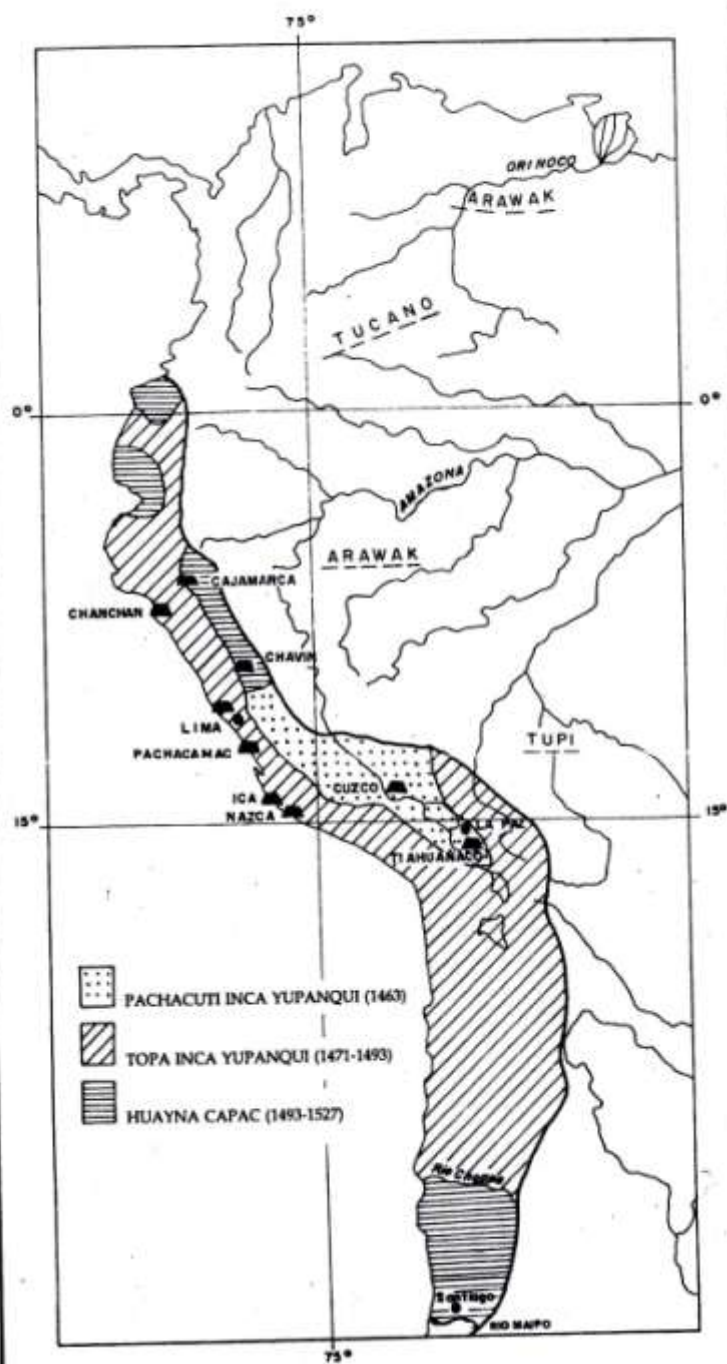 75°
ORINOCO
ARAWAK
TUCANO
0°
0°
AMAZONA
ARAWAK
CAJAMARCA
CHANCHAN
CHAVIN
LIMA
TUPI
PACHACAMAC
CUZCO
ICA
NAZCA
15°
15°
LA PAZ
TIAHUANACO
PACHACUTI INCA YUPANQUI (1463)
TOPA INCA YUPANQUI (1471-1493)
HUAYNA CAPAC (1493-1527)
Rio Choapa
Santiago
RIO MAIPO
75°